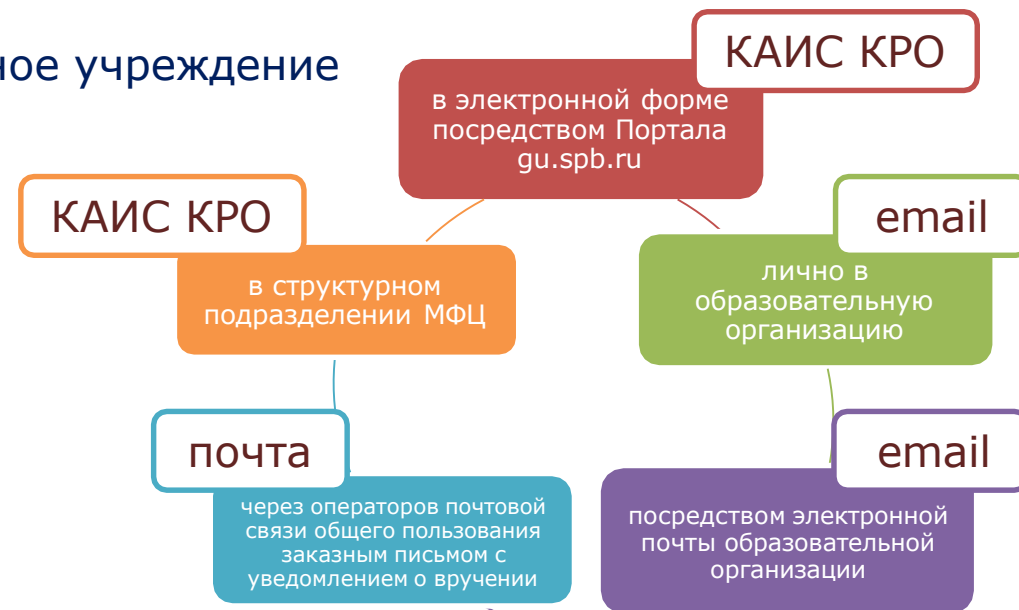 ное учреждение
КАИС КРО
в электронной форме
посредством Портала
gu.spb.ru
КАИС КРО
в структурном
подразделении МФЦ
email
лично в
образовательную
организацию
почта
через операторов почтовой
связи общего пользования
заказным письмом с
уведомлением о вручении
email
посредством электронной
почты образовательной
организации